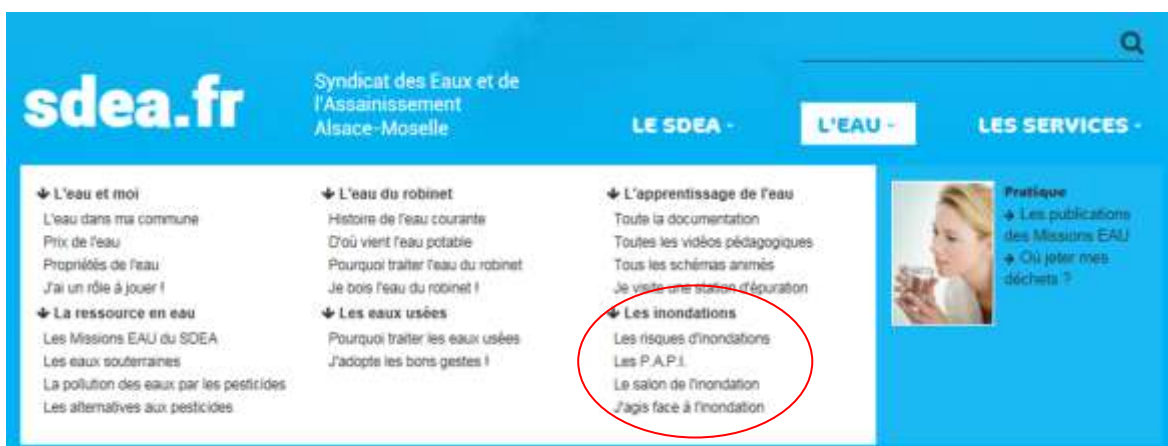 sdea.fr
Syndicat des Eaux et de
l'Assainissement
Alsace-Moselle
LE SDEA -
L'EAU -
LES SERVICES -
L'eau et moi
L'eau dans ma commune
Prix de l'eau
Propriétés de l'eau
J'ai un rôle à jouer !
La ressource en eau
Les Missions EAU du SDEA
Les eaux souterraines
La pollution des eaux par les pesticides
Les alternatives aux pesticides
L'eau du robinet
Histoire de l'eau courante
D'où vient l'eau potable
Pourquoi traiter l'eau du robinet
Je bois l'eau du robinet !
Les eaux usées
Pourquoi traiter les eaux usées
J'adopte les bons gestes !
L'apprentissage de l'eau
Toute la documentation
Toutes les vidéos pédagogiques
Tous les schémas animés
Je visite une station d'épuration
Les inondations
Les risques d'inondations
Les P.A.P.I.
Le salon de l'inondation
J'agis face à l'inondation
Pratique
Les publications
des Missions EAU
Où jeter mes
déchets ?